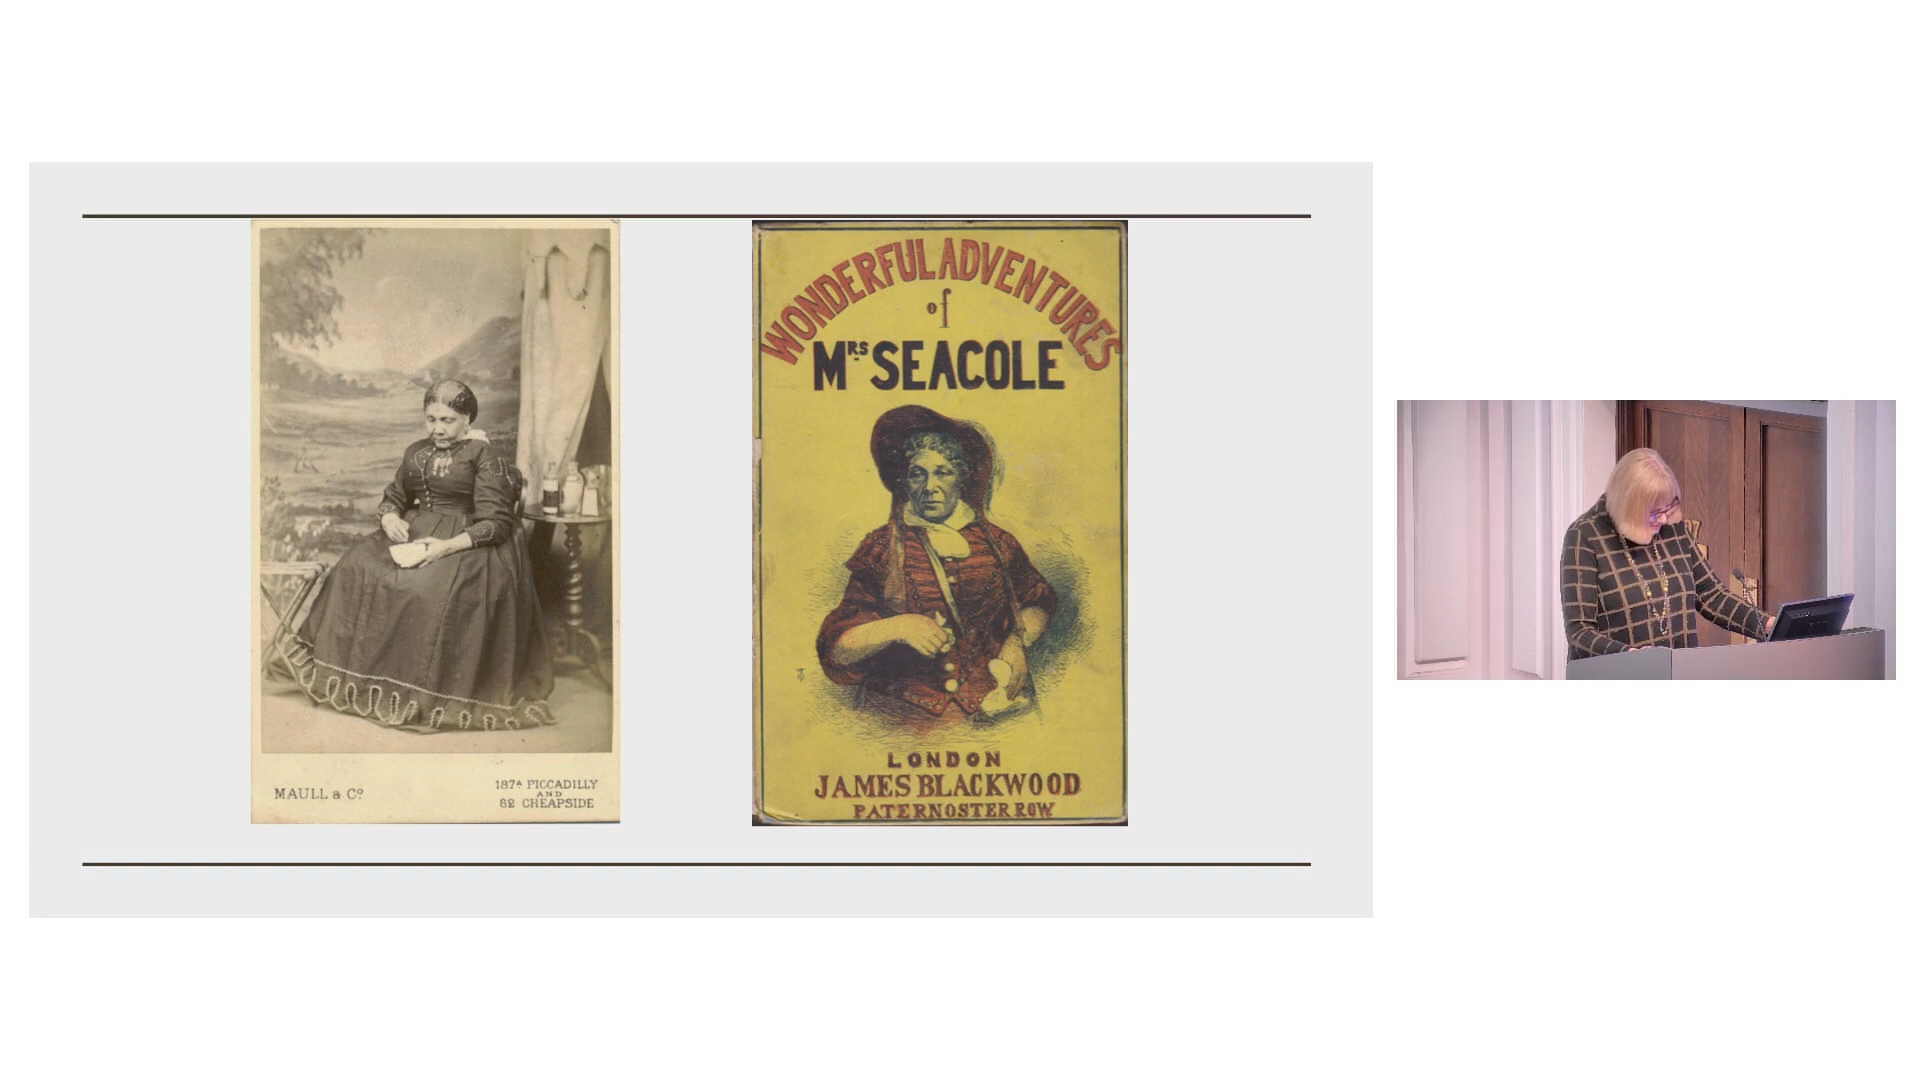 MAULL & Cº
187ᴬ PICCADILLY
AND
62 CHEAPSIDE
WONDERFUL ADVENTURES
of
Mᴿˢ SEACOLE
LONDON
JAMES BLACKWOOD
PATERNOSTER ROW